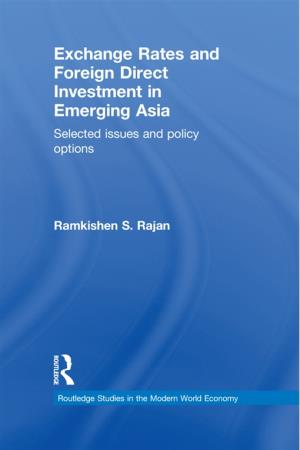 Exchange Rates and
Foreign Direct
Investment in
Emerging Asia
Selected issues and policy
options
Ramkishen S. Rajan
ROUTLEDGE
Routledge Studies in the Modern World Economy